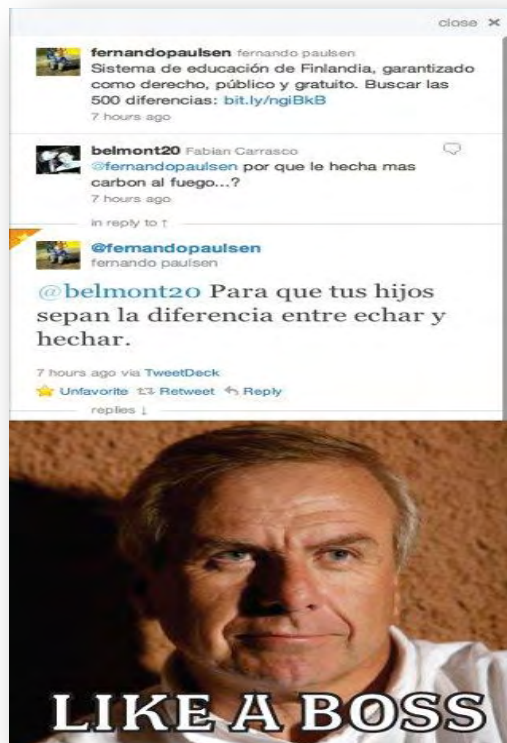 close ×
fernandopaulsen fernando paulsen
Sistema de educación de Finlandia, garantizado
como derecho, público y gratuito. Buscar las
500 diferencias: bit.ly/ngiBkB
7 hours ago
belmont20 Fabian Carrasco
@fernandopaulsen por que le hecha mas
carbon al fuego...?
7 hours ago
in reply to ↑
@fernandopaulsen
fernando paulsen
@belmont20 Para que tus hijos
sepan la diferencia entre echar y
hechar.
7 hours ago via TweetDeck
Unfavorite Retweet Reply
replies ↓
LIKE A BOSS